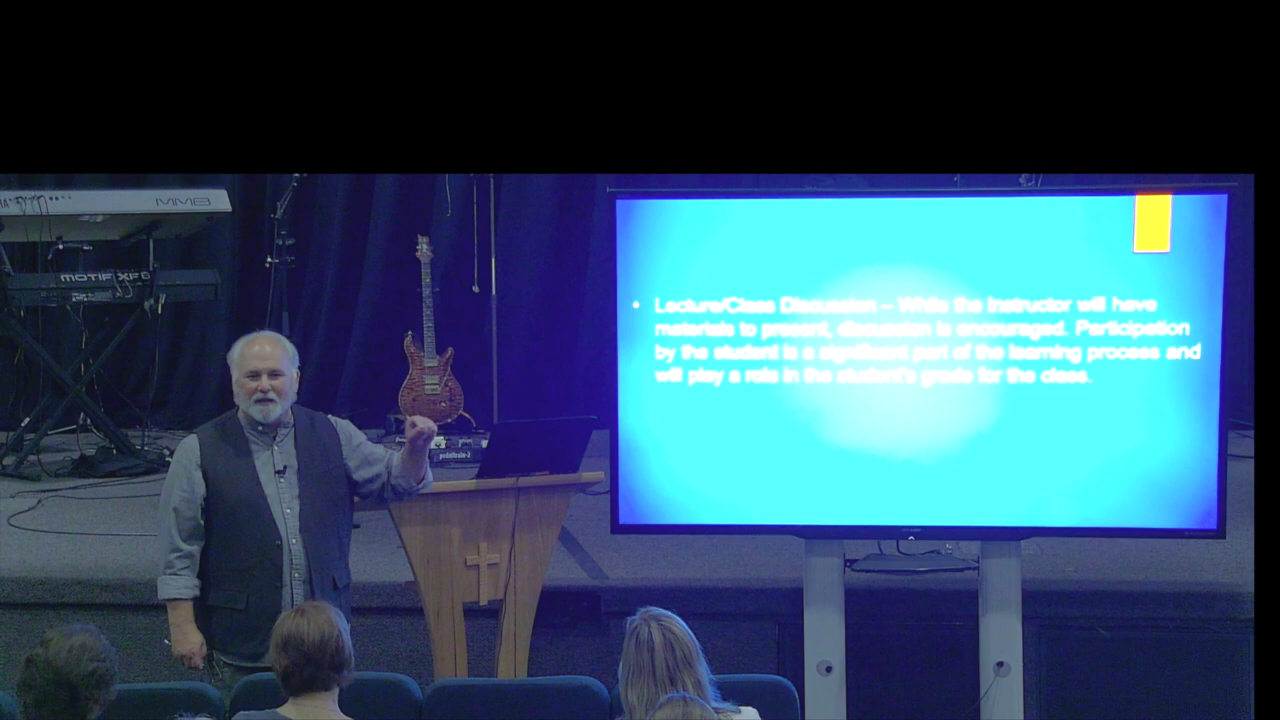 MM8
MOTIF XF6
pedaltrain-2
• Lecture/Class Discussion – While the instructor will have
materials to present, discussion is encouraged. Participation
by the student is a significant part of the learning process and
will play a role in the student's grade for the class.